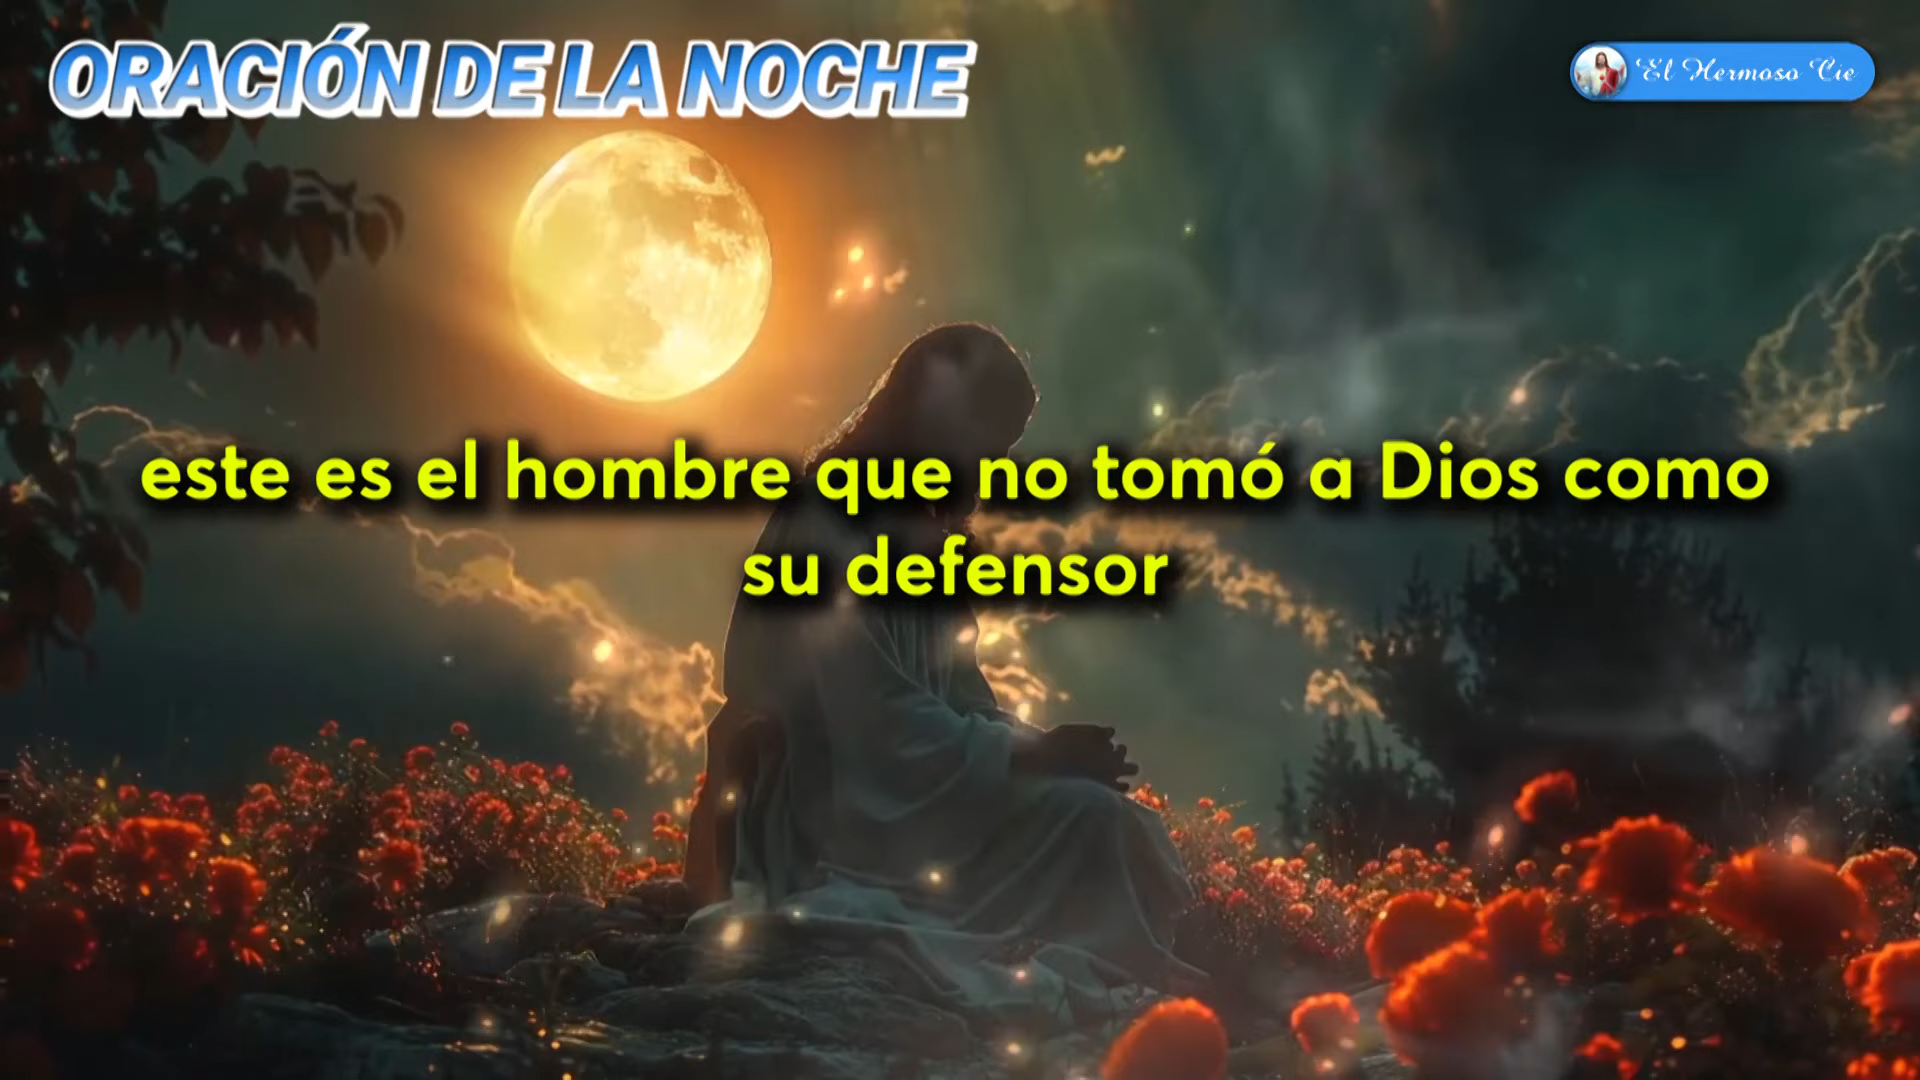 ORACIÓN DE LA NOCHE
El Hermoso Cie
este es el hombre que no tomó a Dios como
su defensor